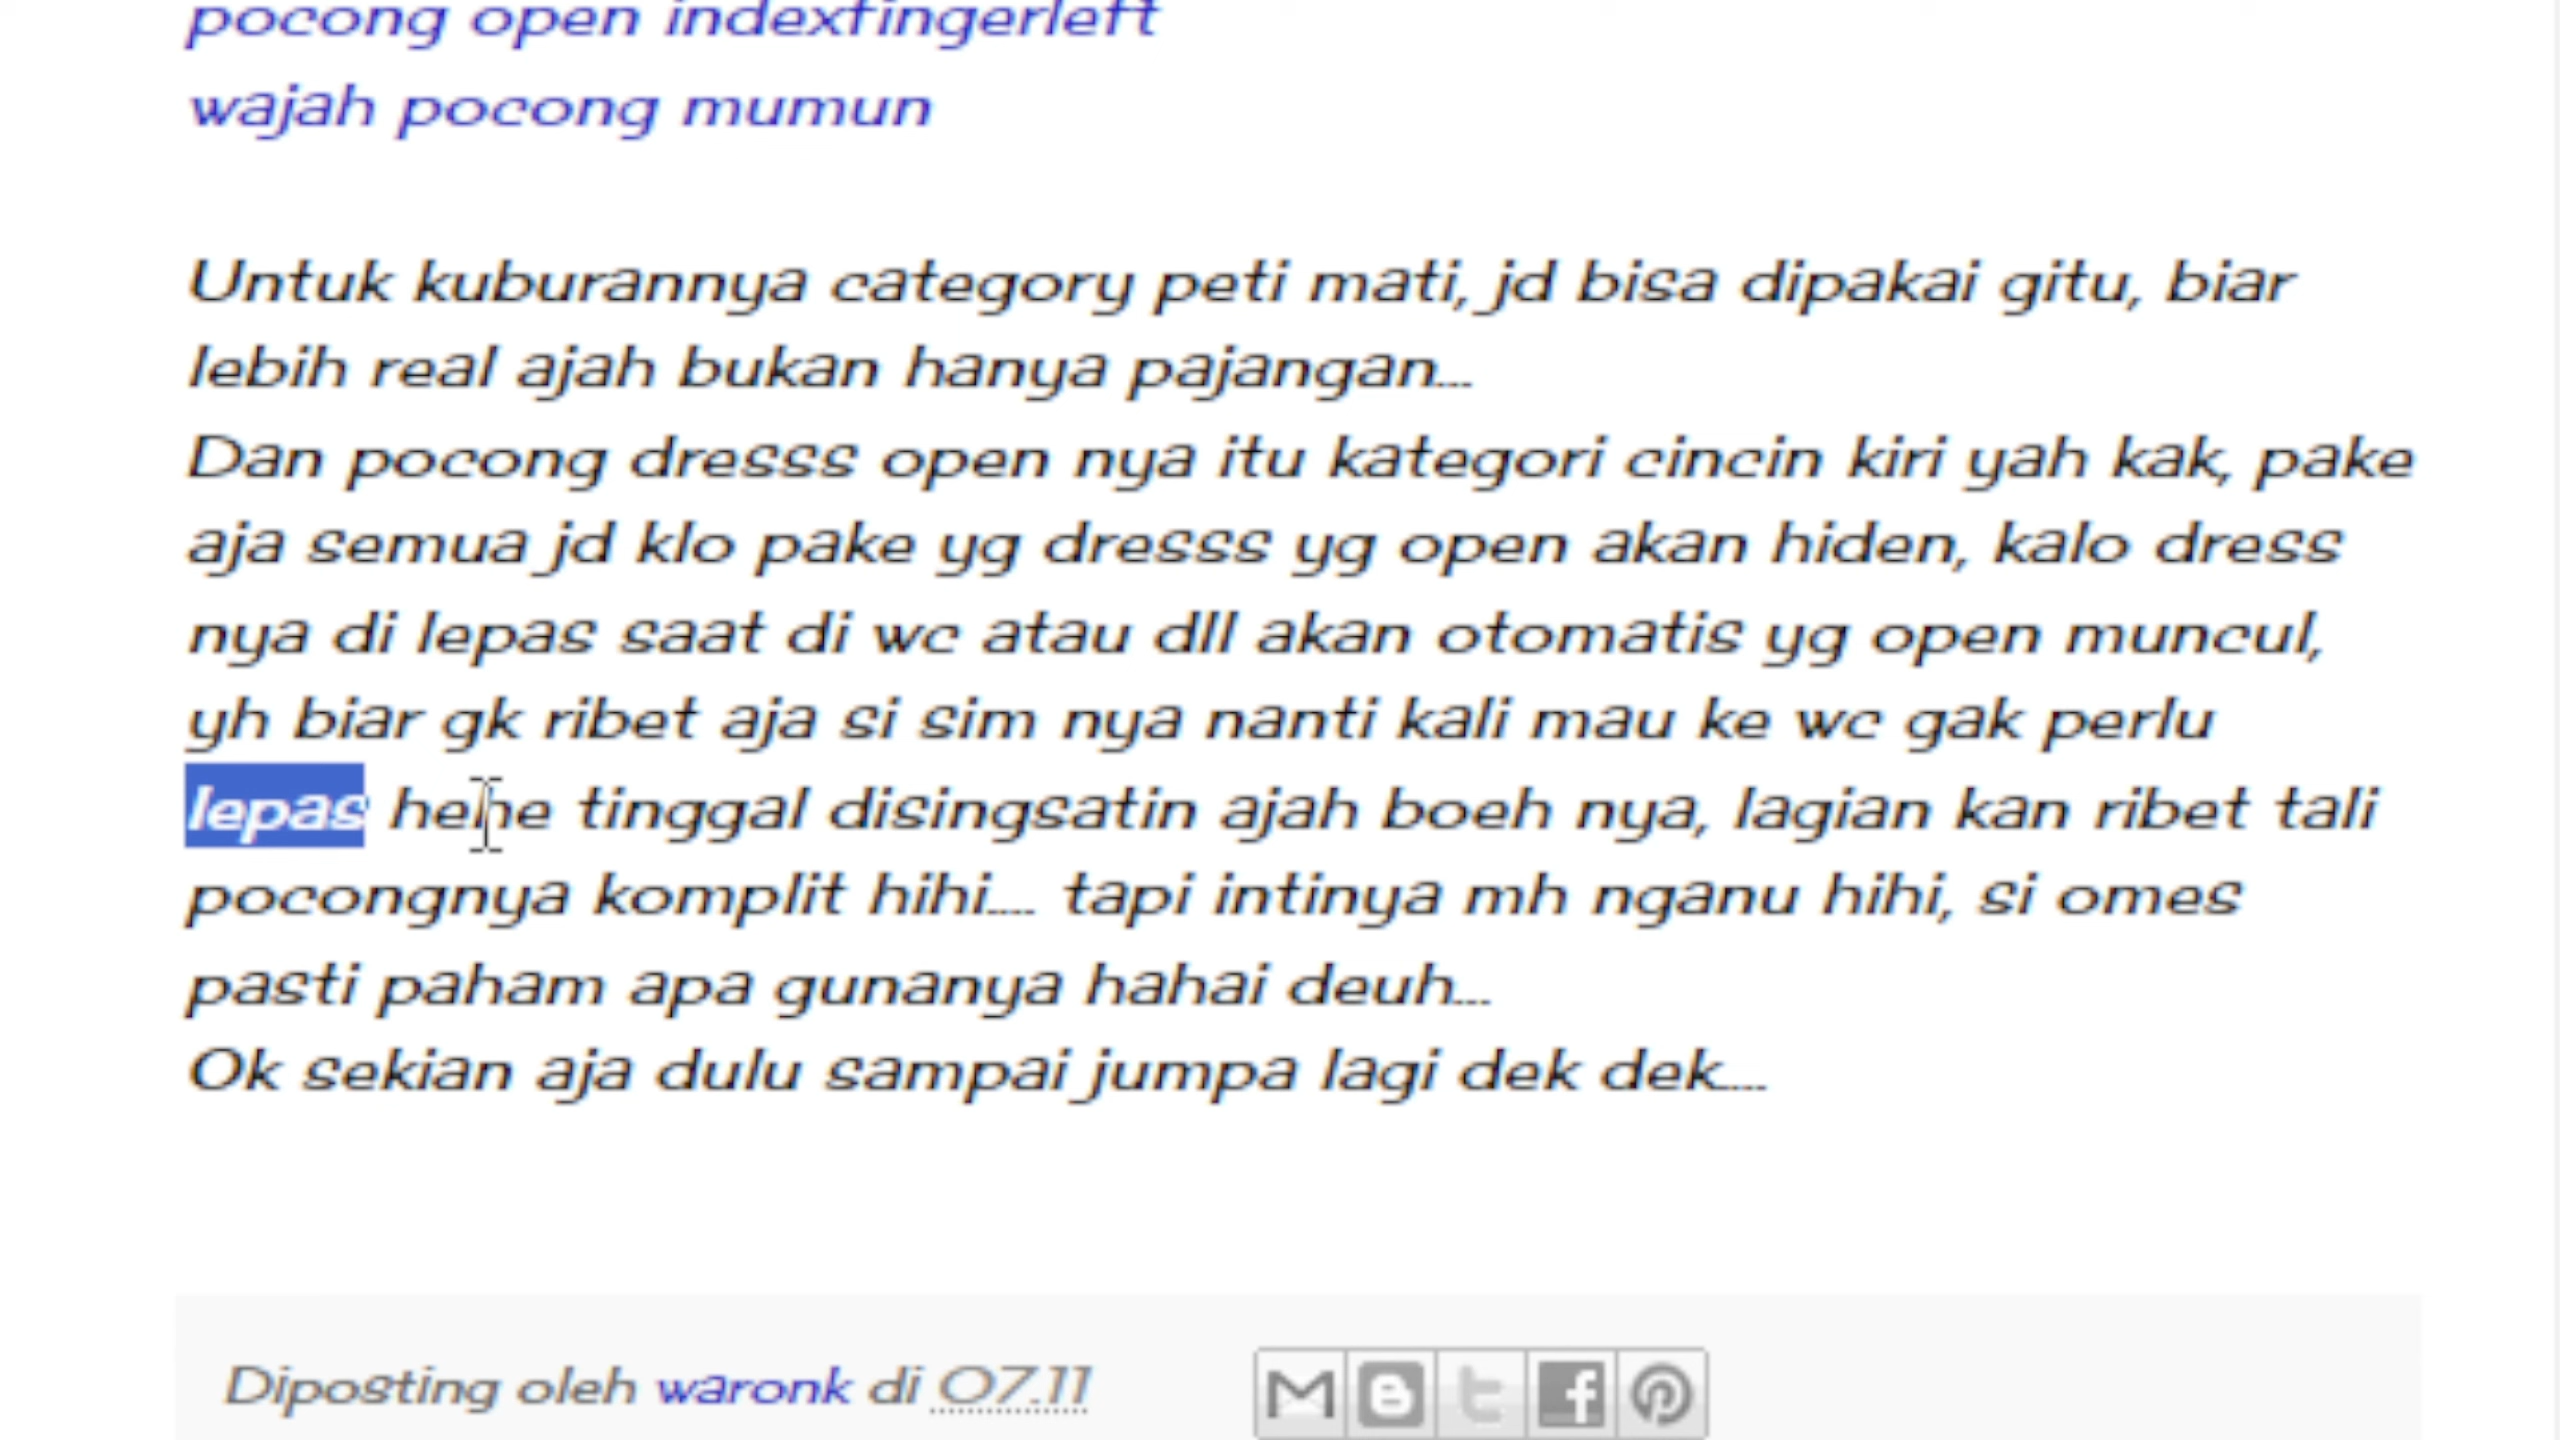 pocong open indexfingerleft
wajah pocong mumun
Untuk kuburannya category peti mati, jd bisa dipakai gitu, biar
lebih real ajah bukan hanya pajangan...
Dan pocong dresss open nya itu kategori cincin kiri yah kak, pake
aja semua jd klo pake yg dresss yg open akan hiden, kalo dress
nya di lepas saat di wc atau dll akan otomatis yg open muncul,
yh biar gk ribet aja si sim nya nanti kali mau ke wc gak perlu
lepas hehe tinggal disingsatin ajah boeh nya, lagian kan ribet tali
pocongnya komplit hihi.... tapi intinya mh nganu hihi, si omes
pasti paham apa gunanya hahai deuh...
Ok sekian aja dulu sampai jumpa lagi dek dek....
Diposting oleh waronk di 07.11